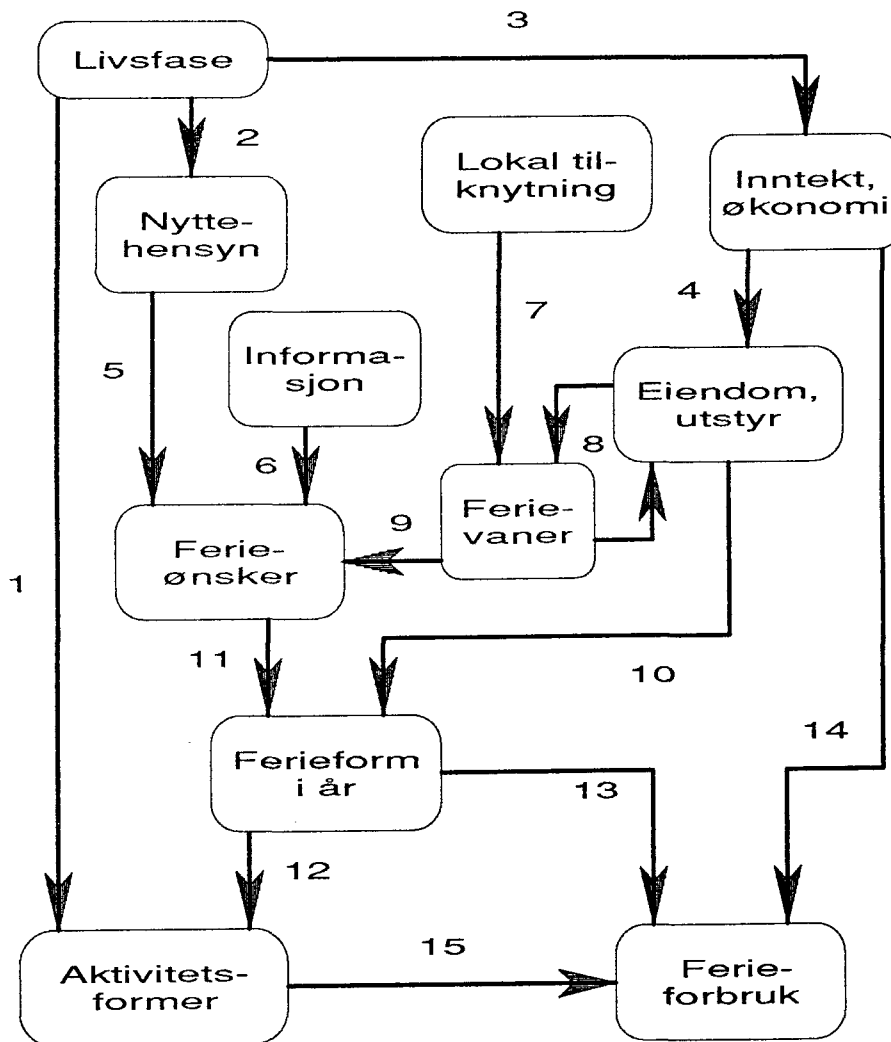 3
Livsfase
2
Lokal til-
knytning
Inntekt,
økonomi
Nytte-
hensyn
4
7
5
Informa-
sjon
Eiendom,
utstyr
6
8
9
Ferie-
vaner
Ferie-
ønsker
1
11
10
14
Ferieform
i år
13
12
15
Aktivitets-
former
Ferie-
forbruk